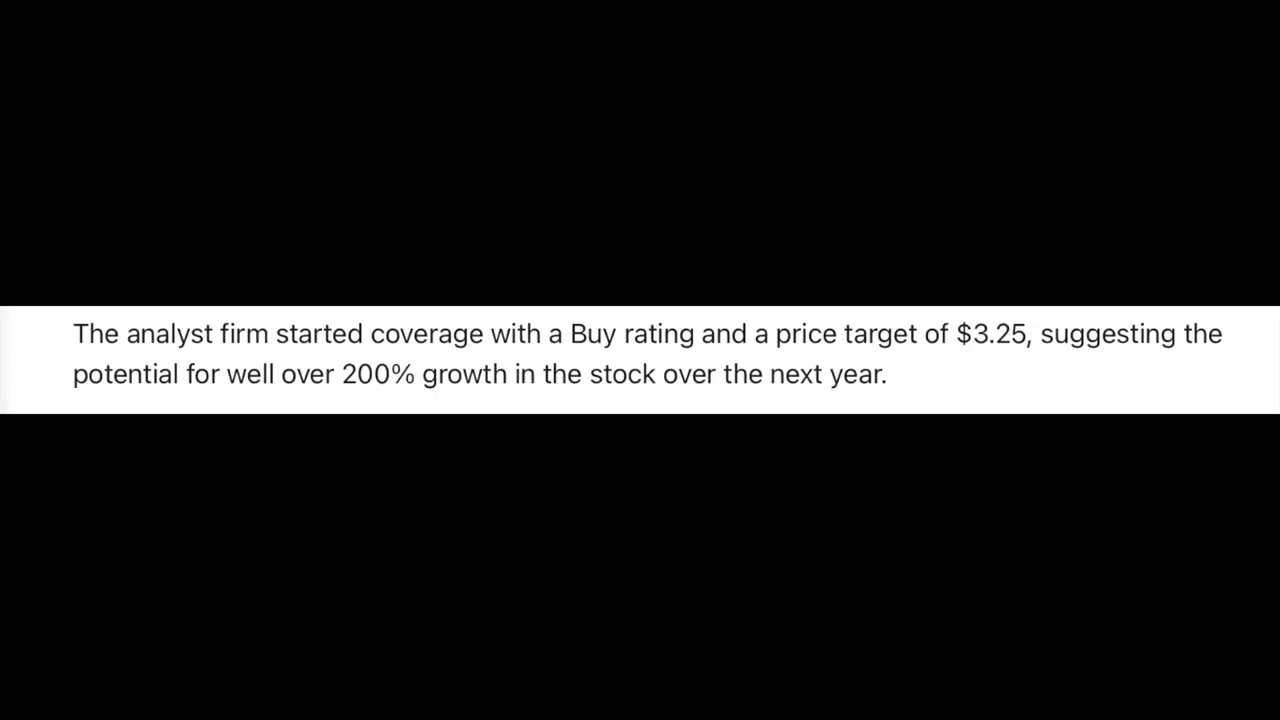 The analyst firm started coverage with a Buy rating and a price target of $3.25, suggesting the
potential for well over 200% growth in the stock over the next year.